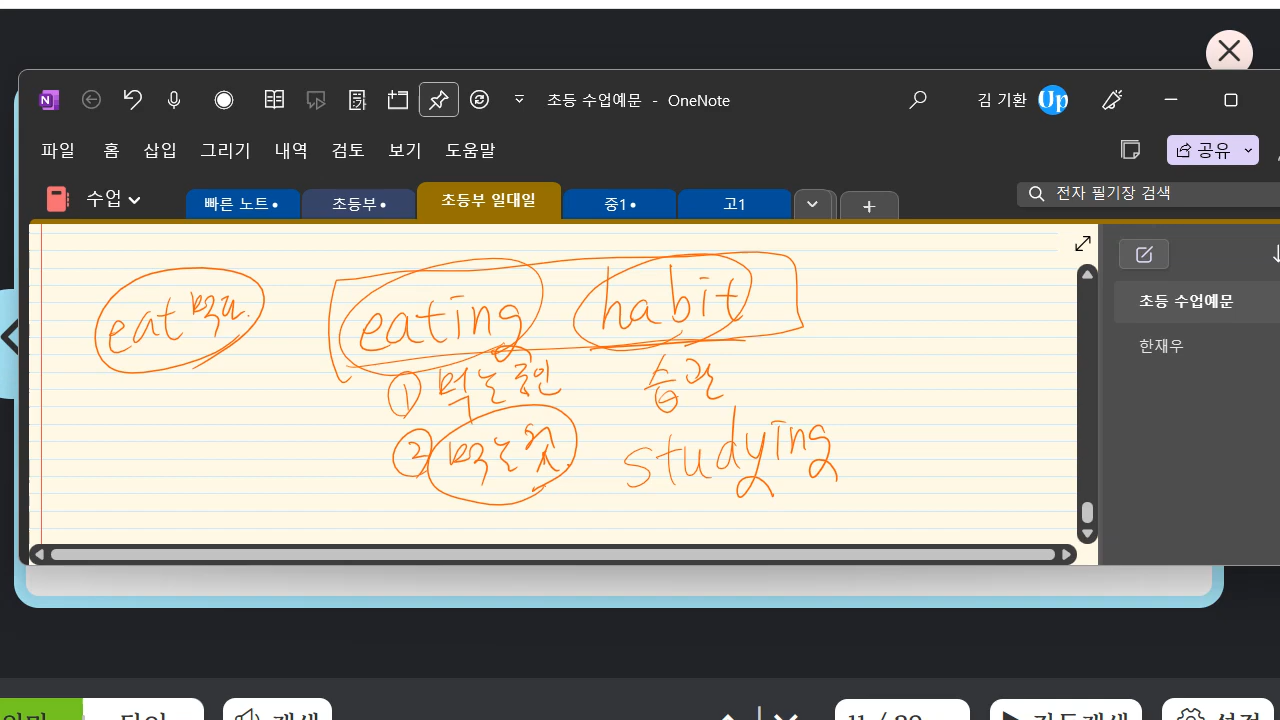 초등 수업예문 - OneNote
김 기환
Up
파일 홈 삽입 그리기 내역 검토 보기 도움말
공유
수업
빠른 노트
초등부
초등부 일대일
중1
고1
전자 필기장 검색
초등 수업예문
한재우
eat 먹다.
eating habit
① 먹는 중인 습관
② 먹는 것.
studying
11 / 20